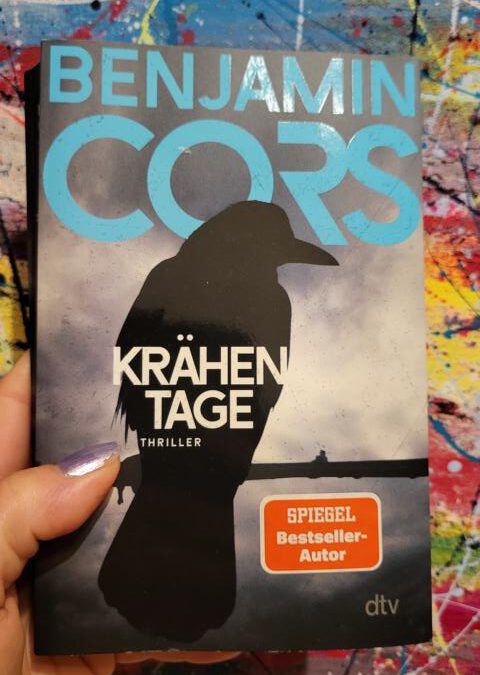 BENJAMIN
CORS
KRÄHEN
TAGE
THRILLER
SPIEGEL
Bestseller-
Autor
dtv